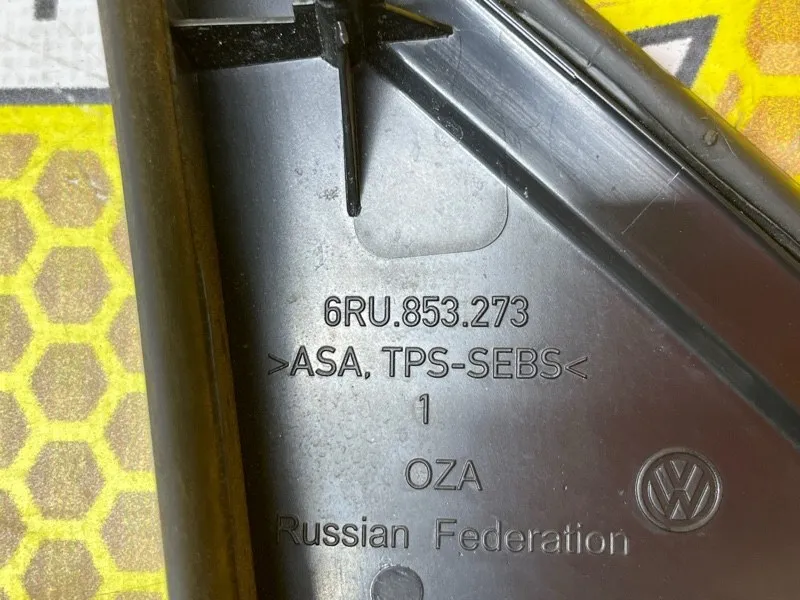 6RU.853.273
>ASA, TPS-SEBS<
1
OZA
Russian Federation